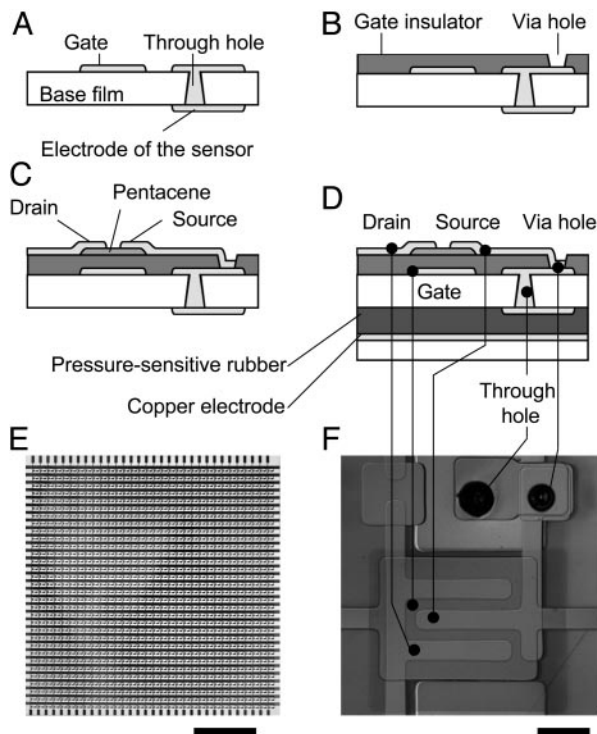 A
Gate
Through hole
Base film
Electrode of the sensor
B
Gate insulator
Via hole
C
Pentacene
Drain
Source
D
Drain
Source
Via hole
Gate
Pressure-sensitive rubber
Copper electrode
Through
hole
E
F